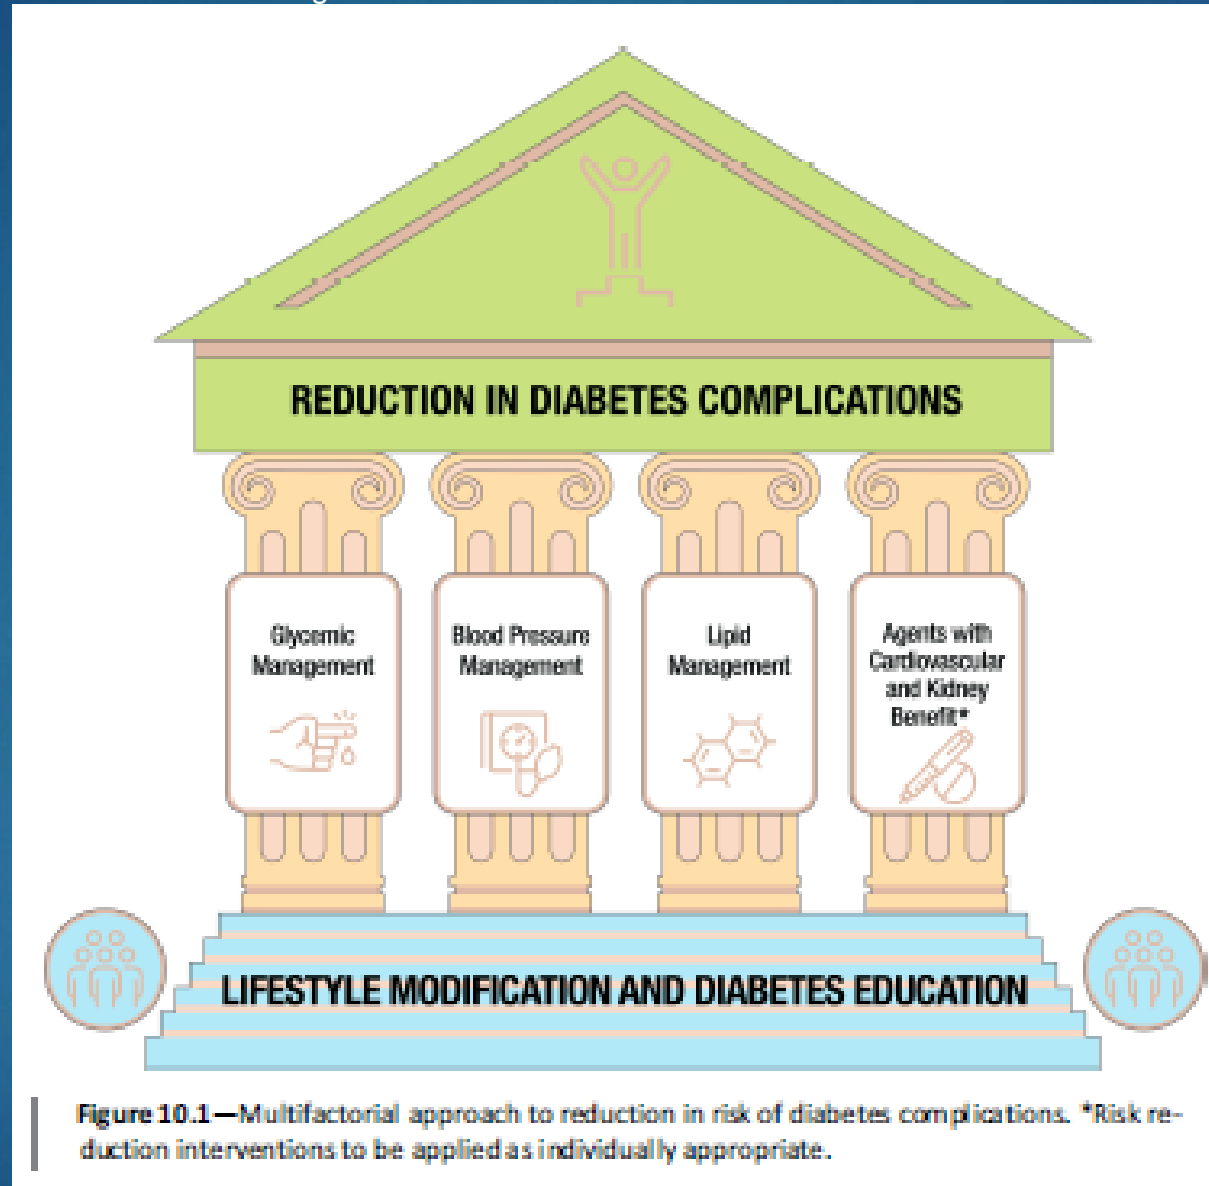 REDUCTION IN DIABETES COMPLICATIONS
Glycemic
Management
Blood Pressure
Management
Lipid
Management
Agents with
Cardiovascular
and Kidney
Benefit*
LIFESTYLE MODIFICATION AND DIABETES EDUCATION
Figure 10.1—Multifactorial approach to reduction in risk of diabetes complications. *Risk re-
duction interventions to be applied as individually appropriate.